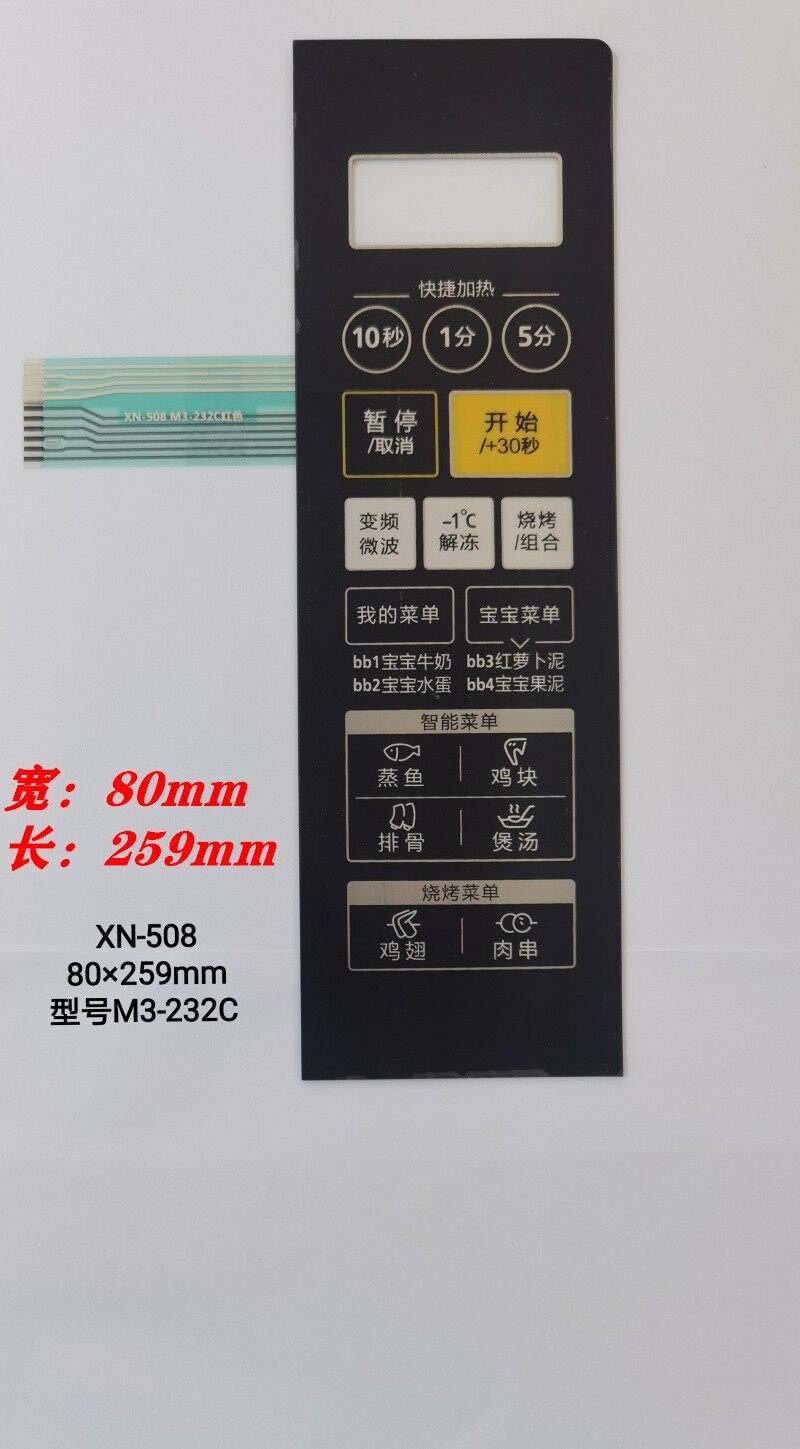 快捷加热
10秒 1分 5分
XN-508 M3-232C红色
暂停
/取消
开始
/+30秒
变频
微波
-1℃
解冻
烧烤
/组合
我的菜单
宝宝菜单
bb1宝宝牛奶 bb3红萝卜泥
bb2宝宝水蛋 bb4宝宝果泥
智能菜单
蒸鱼 鸡块
排骨 煲汤
烧烤菜单
鸡翅 肉串
宽：80mm
长：259mm
XN-508
80×259mm
型号M3-232C